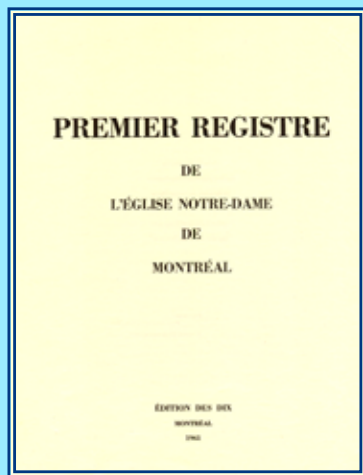 PREMIER REGISTRE
DE
L'ÉGLISE NOTRE-DAME
DE
MONTRÉAL
ÉDITION DES DIX
MONTRÉAL